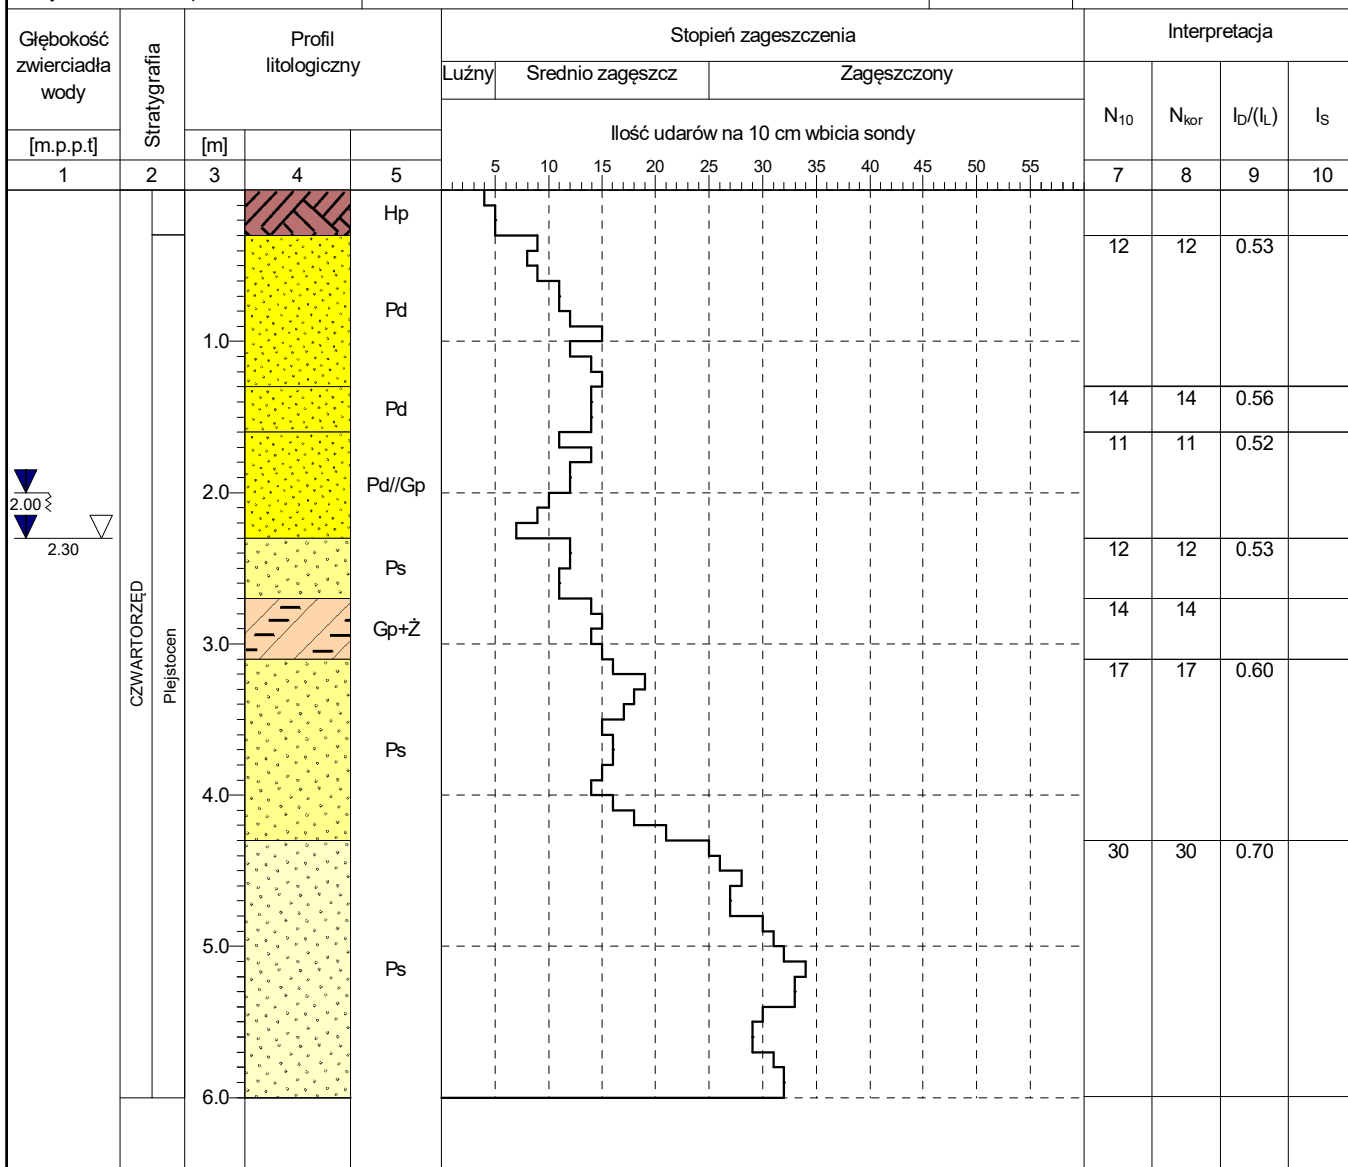 Głębokość zwierciadła wody
Stratygrafia
Profil litologiczny
Stopień zageszczenia
Interpretacja
Luźny
Srednio zagęszcz
Zagęszczony
N10
Nkor
ID/(IL)
IS
[m.p.p.t]
[m]
Ilość udarów na 10 cm wbicia sondy
5 10 15 20 25 30 35 40 45 50 55
1 2 3 4 5 7 8 9 10
Hp
12 12 0.53
Pd
1.0
14 14 0.56
Pd
11 11 0.52
Pd//Gp
2.0
2.00
2.30
12 12 0.53
Ps
14 14
Gp+Ż
3.0
CZWARTORZĘD
Plejstocen
17 17 0.60
Ps
4.0
30 30 0.70
5.0
Ps
6.0